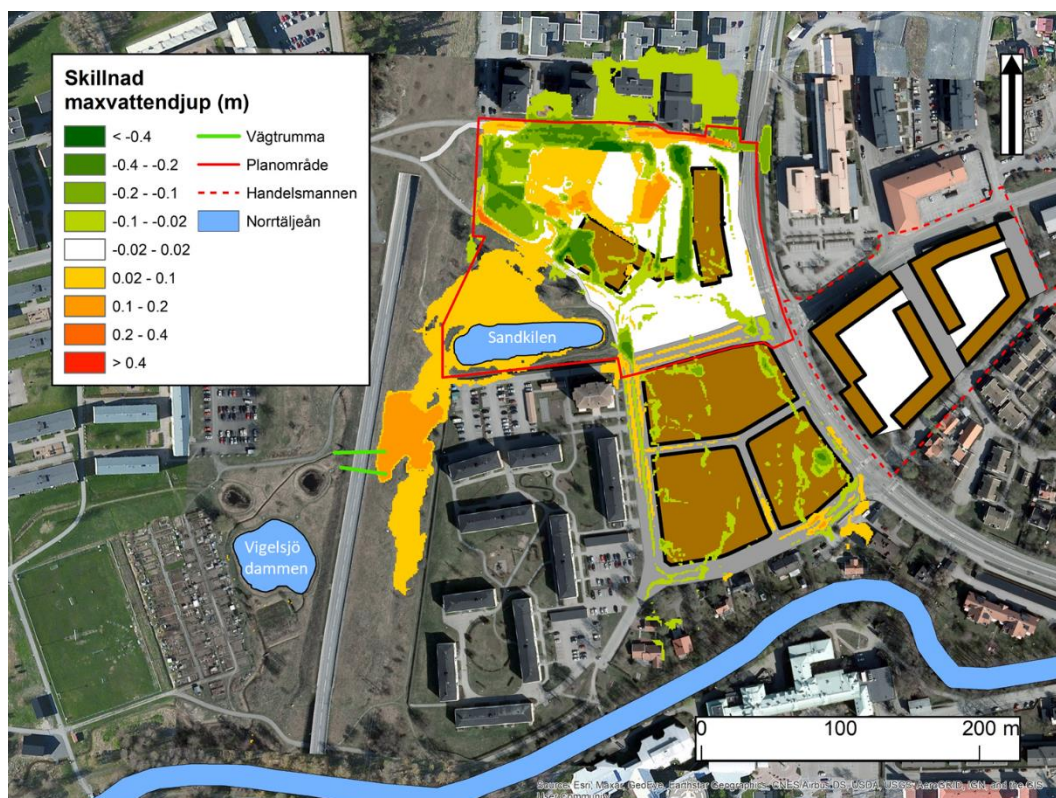 Skillnad
maxvattendjup (m)
< -0.4
-0.4 - -0.2
-0.2 - -0.1
-0.1 - -0.02
-0.02 - 0.02
0.02 - 0.1
0.1 - 0.2
0.2 - 0.4
> 0.4
Vägtrumma
Planområde
Handelsmannen
Norrtäljeån
Sandkilen
Vigelsjö
dammen
0 100 200 m
Source: Esri, Maxar, GeoEye, Earthstar Geographics, CNES/Airbus DS, USDA, USGS, AeroGRID, IGN, and the GIS
User Community